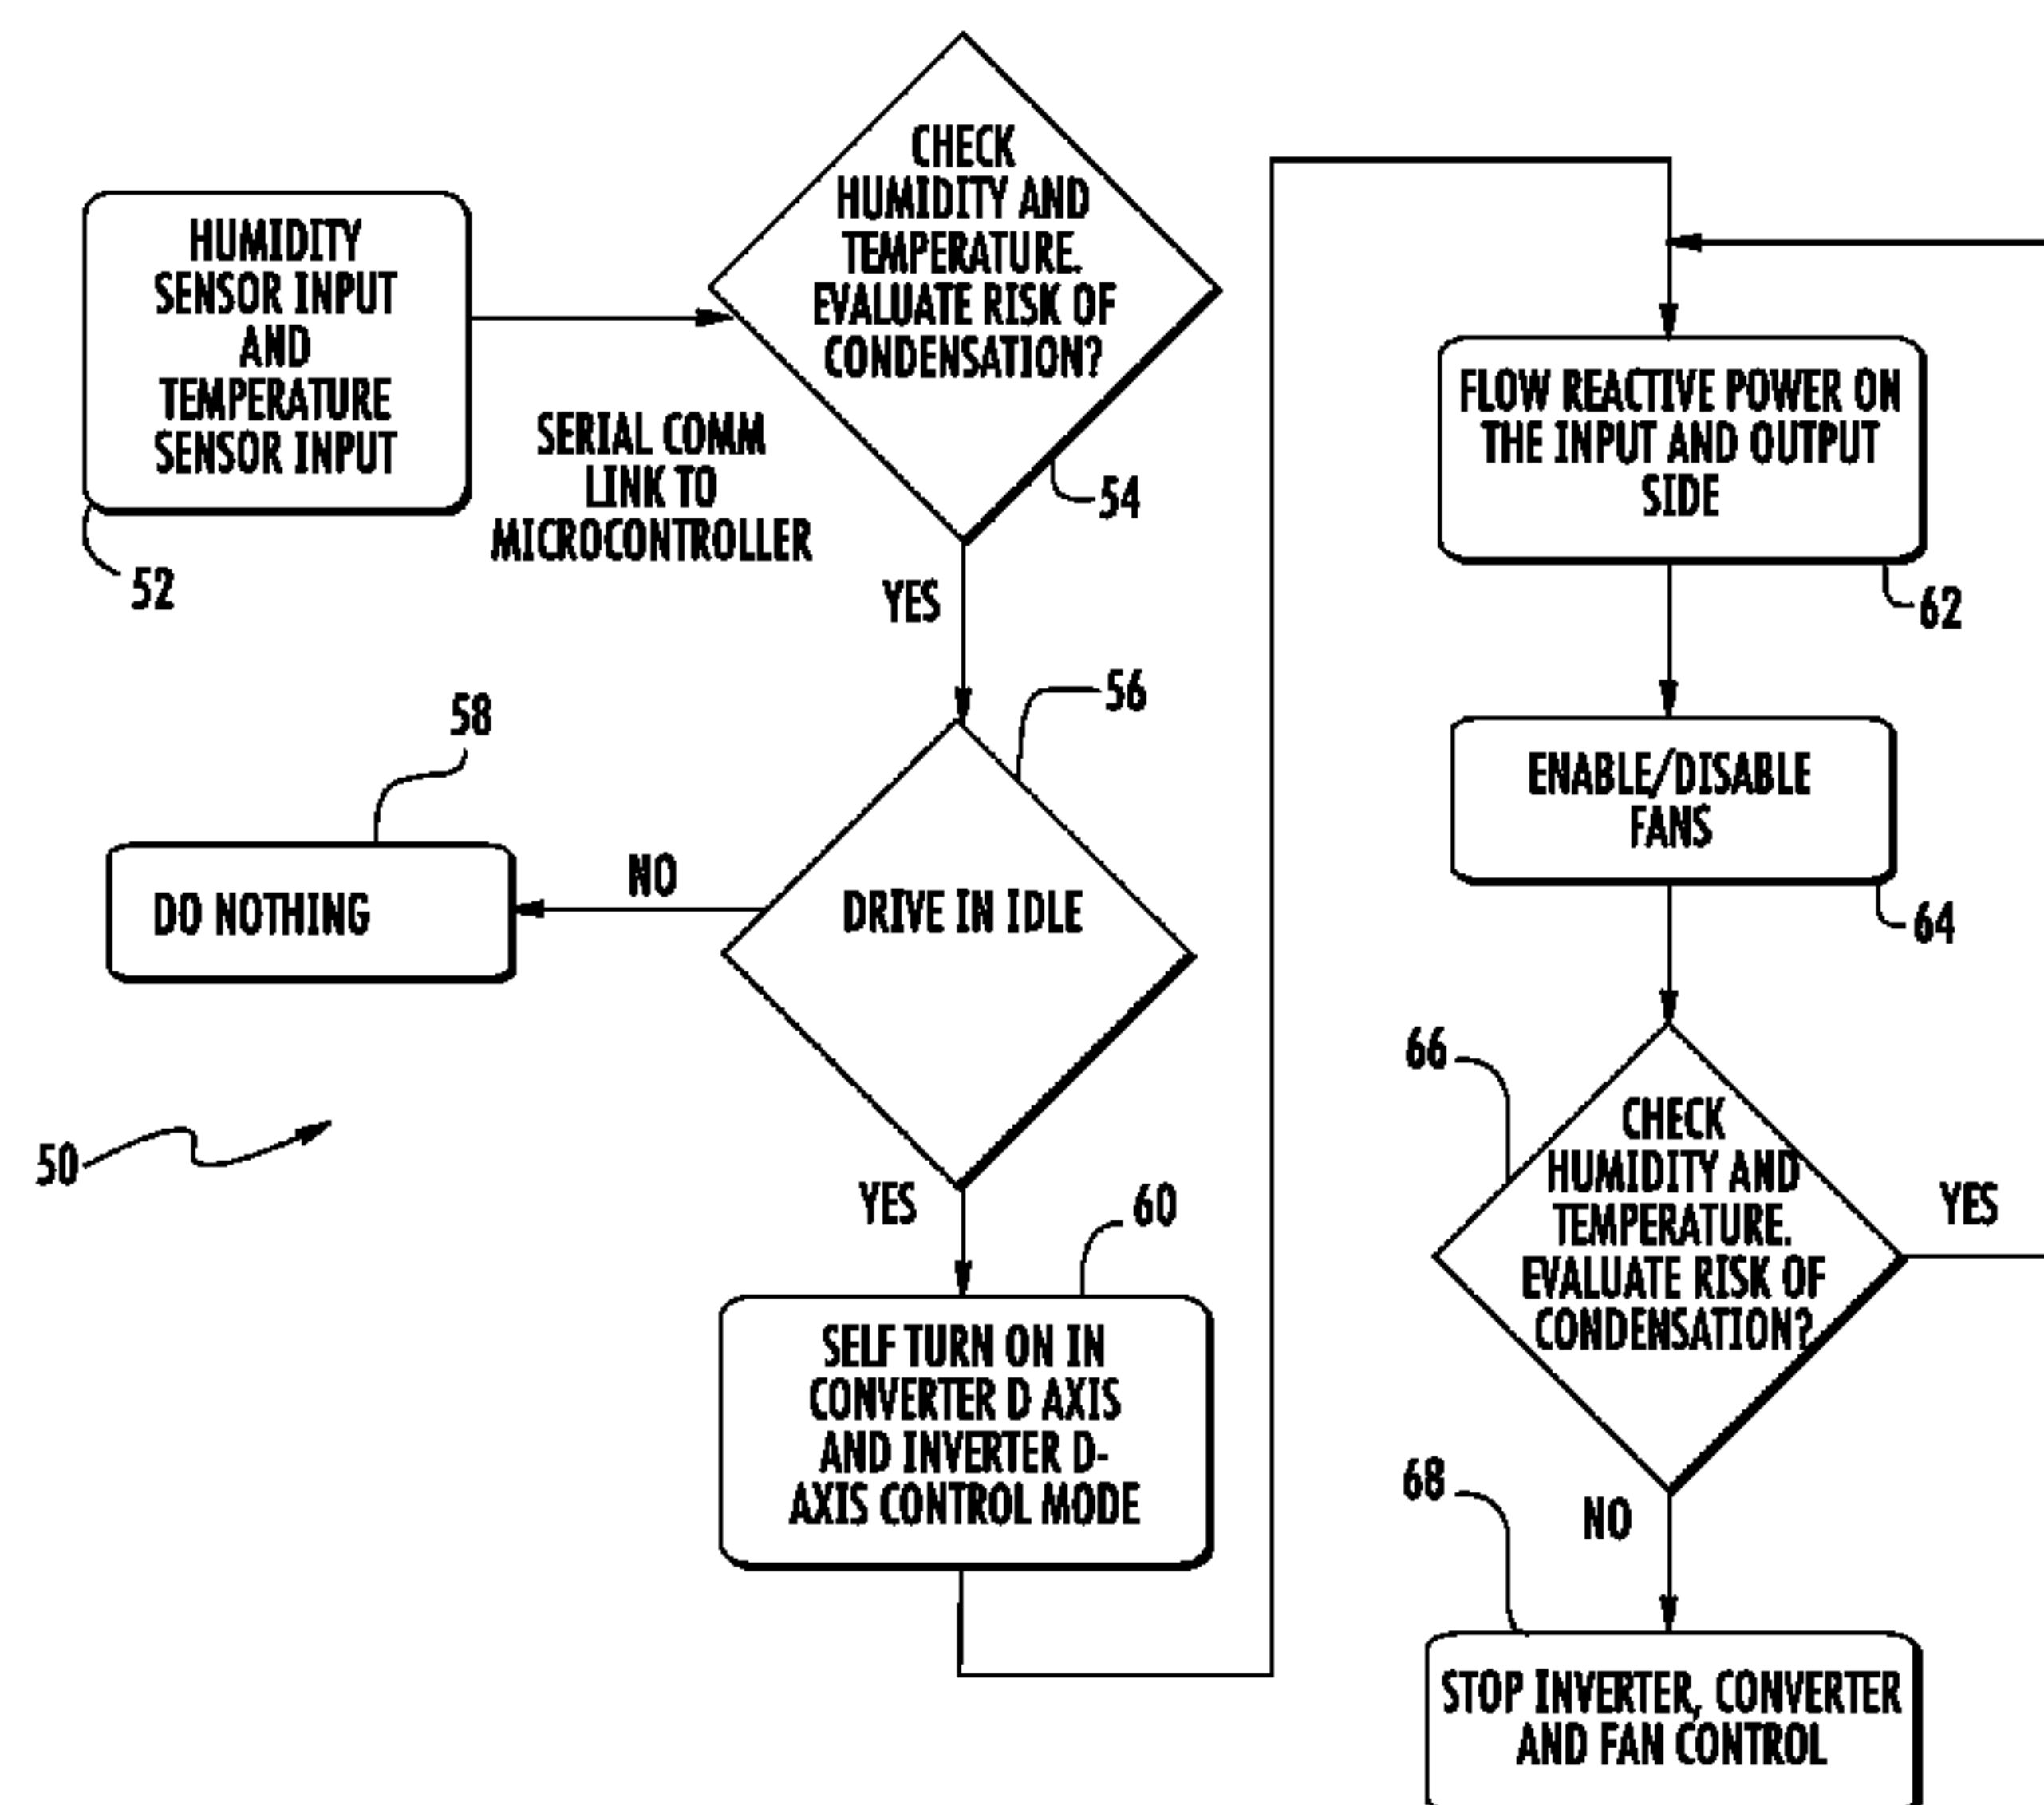 HUMIDITY
SENSOR INPUT
AND
TEMPERATURE
SENSOR INPUT
52
SERIAL COMM
LINK TO
MICROCONTROLLER
CHECK
HUMIDITY AND
TEMPERATURE.
EVALUATE RISK OF
CONDENSATION?
54
YES
56
DRIVE IN IDLE
NO
58
DO NOTHING
50
YES
60
SELF TURN ON IN
CONVERTER D AXIS
AND INVERTER D-
AXIS CONTROL MODE
FLOW REACTIVE POWER ON
THE INPUT AND OUTPUT
SIDE
62
ENABLE/DISABLE
FANS
64
66
CHECK
HUMIDITY AND
TEMPERATURE.
EVALUATE RISK OF
CONDENSATION?
YES
NO
68
STOP INVERTER, CONVERTER
AND FAN CONTROL